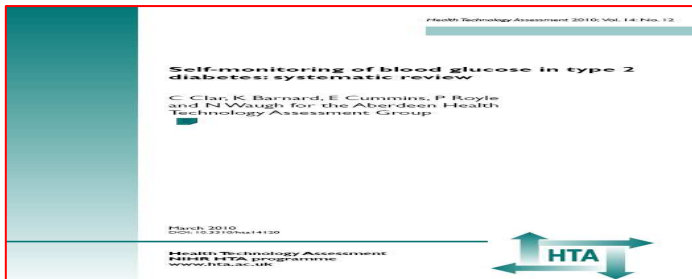 Health Technology Assessment 2010; Vol. 14: No. 12
Self-monitoring of blood glucose in type 2
diabetes: systematic review
C Clar, K Barnard, E Cummins, P Royle
and N Waugh for the Aberdeen Health
Technology Assessment Group
March 2010
DOI: 10.3310/hta14120
Health Technology Assessment
NIHR HTA programme
www.hta.ac.uk
HTA